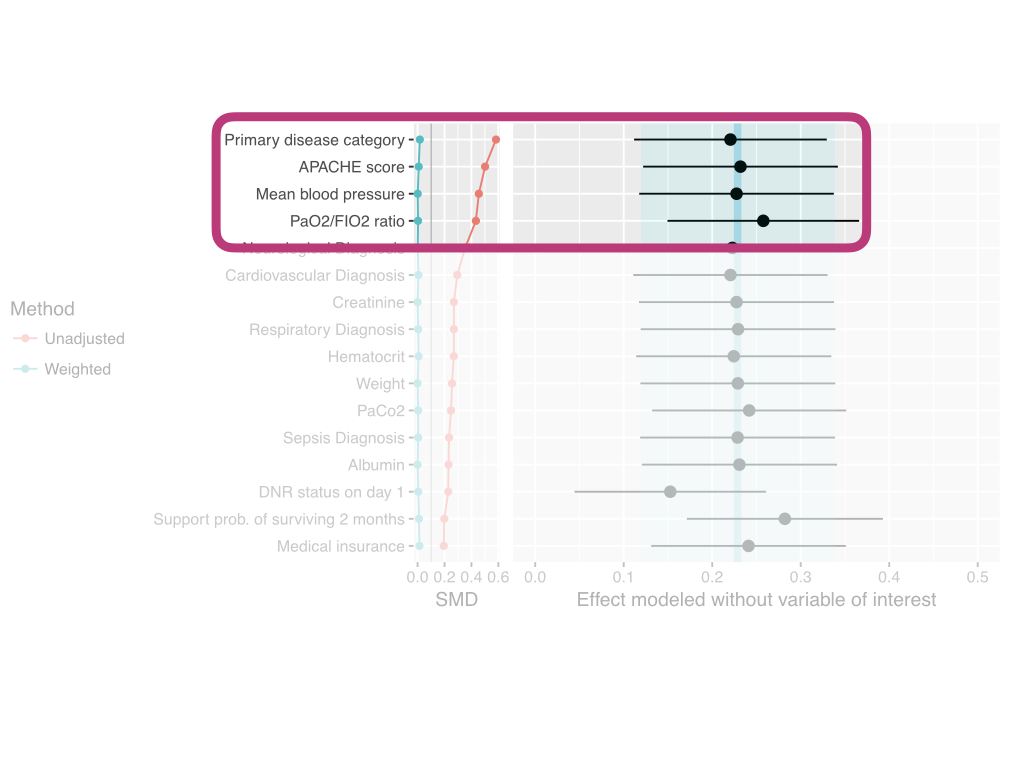 Primary disease category
APACHE score
Mean blood pressure
PaO2/FIO2 ratio
Neurological Diagnosis
Cardiovascular Diagnosis
Creatinine
Respiratory Diagnosis
Hematocrit
Weight
PaCo2
Sepsis Diagnosis
Albumin
DNR status on day 1
Support prob. of surviving 2 months
Medical insurance
Method
Unadjusted
Weighted
0.0 0.2 0.4 0.6
SMD
0.0 0.1 0.2 0.3 0.4 0.5
Effect modeled without variable of interest